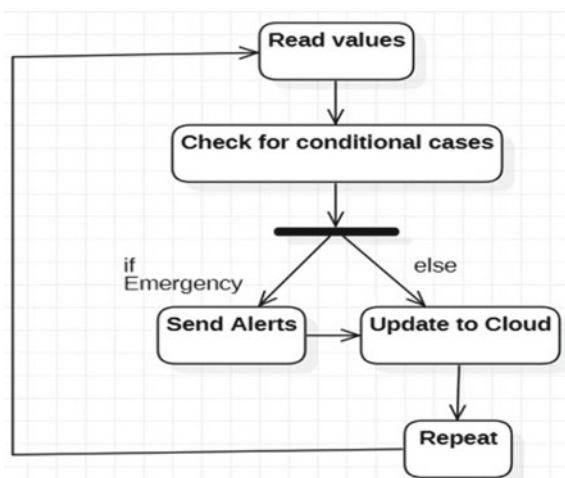 Read values
Check for conditional cases
if
Emergency
else
Send Alerts
Update to Cloud
Repeat